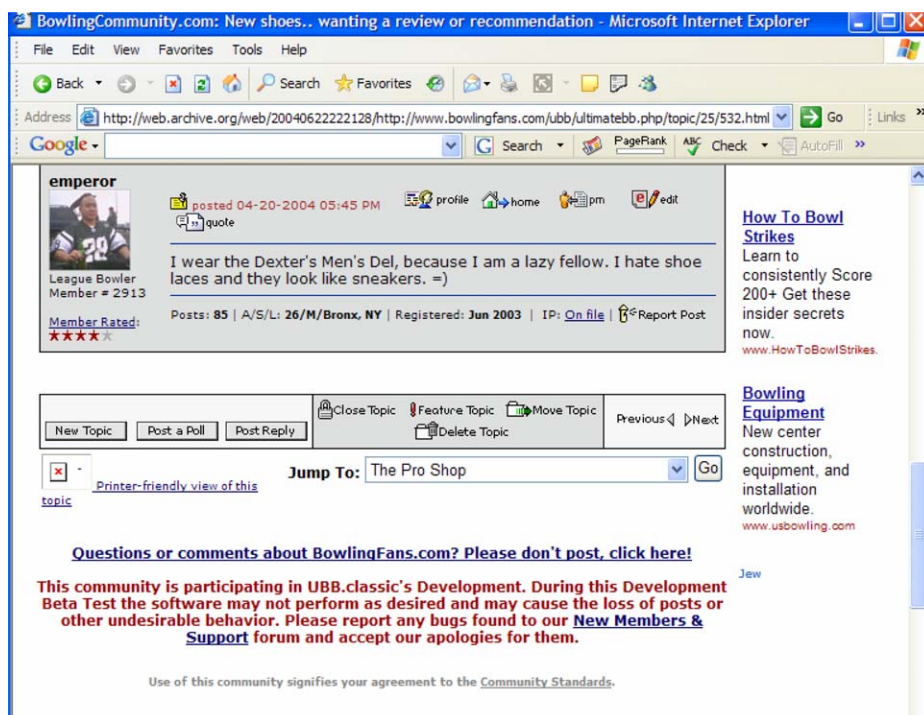 BowlingCommunity.com: New shoes.. wanting a review or recommendation - Microsoft Internet Explorer
File Edit View Favorites Tools Help
Back Search Favorites
Address http://web.archive.org/web/20040622222128/http://www.bowlingfans.com/ubb/ultimatebb.php/topic/25/532.html Go Links »
Google G Search PageRank ABC Check AutoFill »
emperor
posted 04-20-2004 05:45 PM profile home pm edit
quote
I wear the Dexter's Men's Del, because I am a lazy fellow. I hate shoe
laces and they look like sneakers. =)
League Bowler
Member # 2913
Member Rated:
Posts: 85 | A/S/L: 26/M/Bronx, NY | Registered: Jun 2003 | IP: On file | Report Post
How To Bowl
Strikes
Learn to
consistently Score
200+ Get these
insider secrets
now.
www.HowToBowlStrikes.
Close Topic Feature Topic Move Topic
Delete Topic
New Topic Post a Poll Post Reply
Previous Next
Bowling
Equipment
New center
construction,
equipment, and
installation
worldwide.
www.usbowling.com
Printer-friendly view of this
topic
Jump To: The Pro Shop Go
Questions or comments about BowlingFans.com? Please don't post, click here!
Jew
This community is participating in UBB.classic's Development. During this Development
Beta Test the software may not perform as desired and may cause the loss of posts or
other undesirable behavior. Please report any bugs found to our New Members &
Support forum and accept our apologies for them.
Use of this community signifies your agreement to the Community Standards.